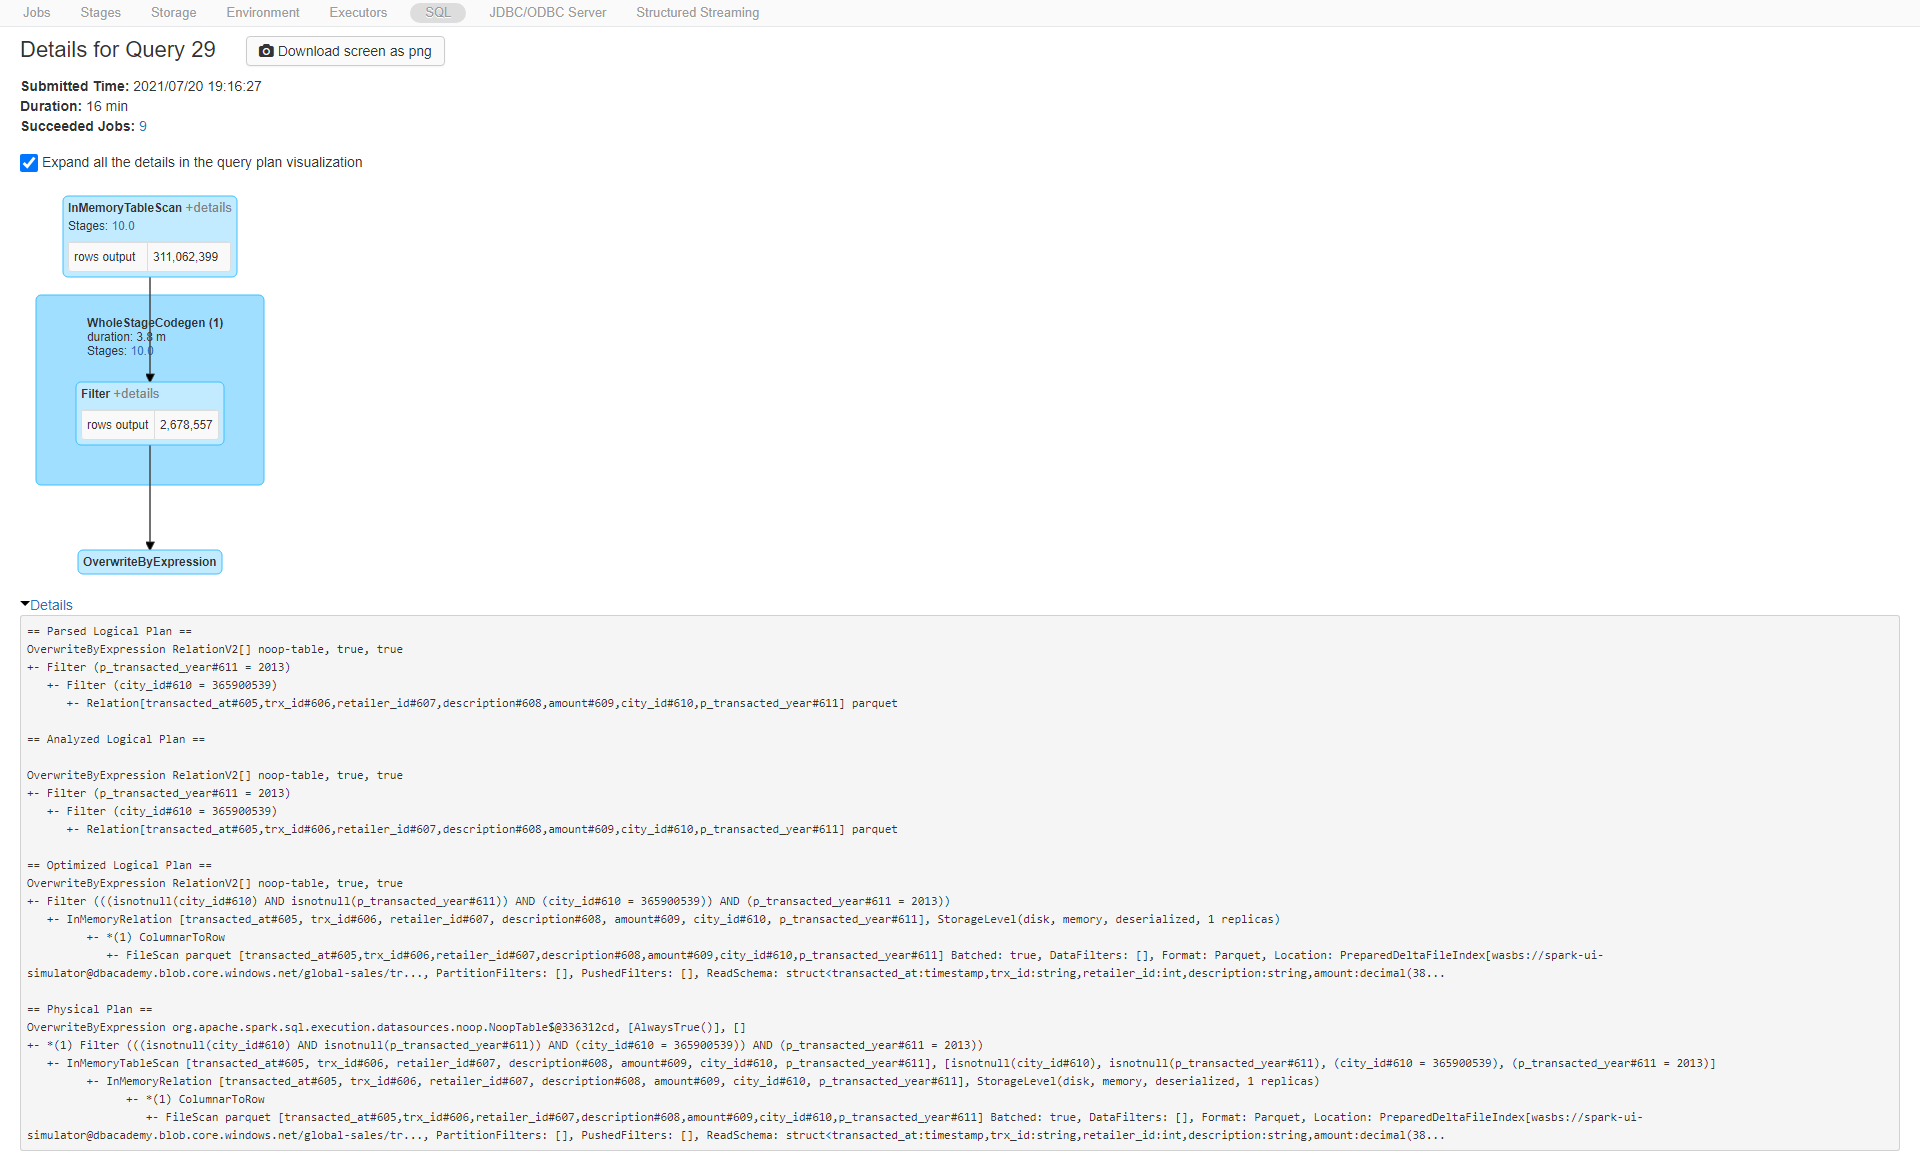 Jobs Stages Storage Environment Executors SQL JDBC/ODBC Server Structured Streaming
Details for Query 29 Download screen as png
Submitted Time: 2021/07/20 19:16:27
Duration: 16 min
Succeeded Jobs: 9
Expand all the details in the query plan visualization
InMemoryTableScan +details
Stages: 10.0
rows output 311,062,399
WholeStageCodegen (1)
duration: 3.8 m
Stages: 10.0
Filter +details
rows output 2,678,557
OverwriteByExpression
Details
== Parsed Logical Plan ==
OverwriteByExpression RelationV2[] noop-table, true, true
+- Filter (p_transacted_year#611 = 2013)
   +- Filter (city_id#610 = 365900539)
      +- Relation[transacted_at#605,trx_id#606,retailer_id#607,description#608,amount#609,city_id#610,p_transacted_year#611] parquet
== Analyzed Logical Plan ==
OverwriteByExpression RelationV2[] noop-table, true, true
+- Filter (p_transacted_year#611 = 2013)
   +- Filter (city_id#610 = 365900539)
      +- Relation[transacted_at#605,trx_id#606,retailer_id#607,description#608,amount#609,city_id#610,p_transacted_year#611] parquet
== Optimized Logical Plan ==
OverwriteByExpression RelationV2[] noop-table, true, true
+- Filter (((isnotnull(city_id#610) AND isnotnull(p_transacted_year#611)) AND (city_id#610 = 365900539)) AND (p_transacted_year#611 = 2013))
   +- InMemoryRelation [transacted_at#605, trx_id#606, retailer_id#607, description#608, amount#609, city_id#610, p_transacted_year#611], StorageLevel(disk, memory, deserialized, 1 replicas)
         +- *(1) ColumnarToRow
            +- FileScan parquet [transacted_at#605,trx_id#606,retailer_id#607,description#608,amount#609,city_id#610,p_transacted_year#611] Batched: true, DataFilters: [], Format: Parquet, Location: PreparedDeltaFileIndex[wasbs://spark-ui-
simulator@dbacademy.blob.core.windows.net/global-sales/tr..., PartitionFilters: [], PushedFilters: [], ReadSchema: struct<transacted_at:timestamp,trx_id:string,retailer_id:int,description:string,amount:decimal(38...
== Physical Plan ==
OverwriteByExpression org.apache.spark.sql.execution.datasources.noop.NoopTable$@336312cd, [AlwaysTrue()], []
+- *(1) Filter (((isnotnull(city_id#610) AND isnotnull(p_transacted_year#611)) AND (city_id#610 = 365900539)) AND (p_transacted_year#611 = 2013))
   +- InMemoryTableScan [transacted_at#605, trx_id#606, retailer_id#607, description#608, amount#609, city_id#610, p_transacted_year#611], [isnotnull(city_id#610), isnotnull(p_transacted_year#611), (city_id#610 = 365900539), (p_transacted_year#611 = 2013)]
         +- InMemoryRelation [transacted_at#605, trx_id#606, retailer_id#607, description#608, amount#609, city_id#610, p_transacted_year#611], StorageLevel(disk, memory, deserialized, 1 replicas)
               +- *(1) ColumnarToRow
                  +- FileScan parquet [transacted_at#605,trx_id#606,retailer_id#607,description#608,amount#609,city_id#610,p_transacted_year#611] Batched: true, DataFilters: [], Format: Parquet, Location: PreparedDeltaFileIndex[wasbs://spark-ui-
simulator@dbacademy.blob.core.windows.net/global-sales/tr..., PartitionFilters: [], PushedFilters: [], ReadSchema: struct<transacted_at:timestamp,trx_id:string,retailer_id:int,description:string,amount:decimal(38...